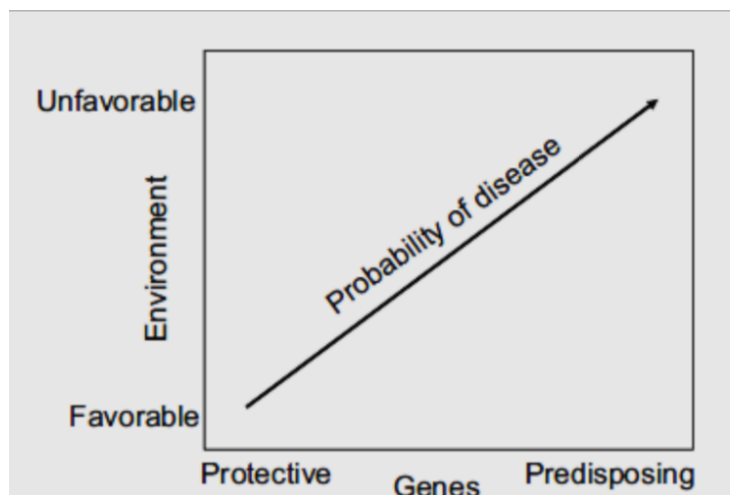 Unfavorable
Probability of disease
Environment
Favorable
Protective
Genes
Predisposing